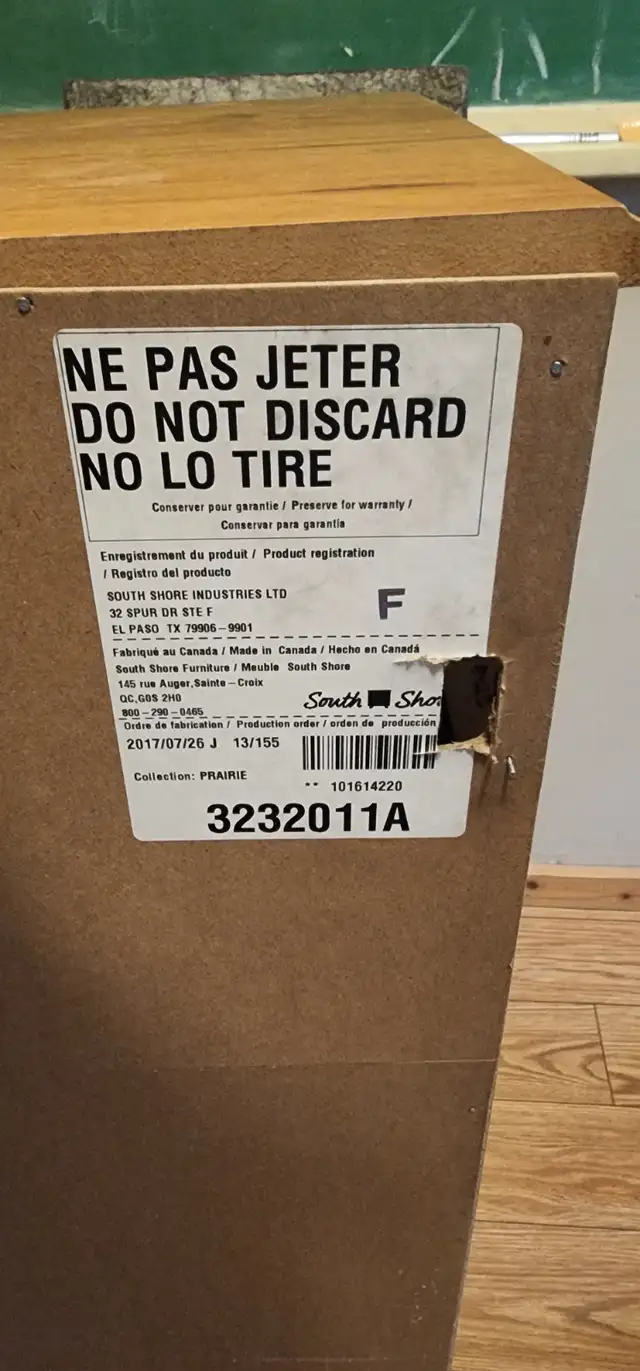 NE PAS JETER
DO NOT DISCARD
NO LO TIRE
Conserver pour garantie / Preserve for warranty /
Conservar para garantía
Enregistrement du produit / Product registration
/ Registro del producto
SOUTH SHORE INDUSTRIES LTD
32 SPUR DR STE F
F
EL PASO TX 79906-9901
Fabriqué au Canada / Made in Canada / Hecho en Canadá
South Shore Furniture / Meuble South Shore
145 rue Auger,Sainte-Croix
QC,G0S 2H0
South Shor
800-290-0465
Ordre de fabrication / Production order / orden de producción
2017/07/26 J 13/155
Collection: PRAIRIE
** 101614220
3232011A